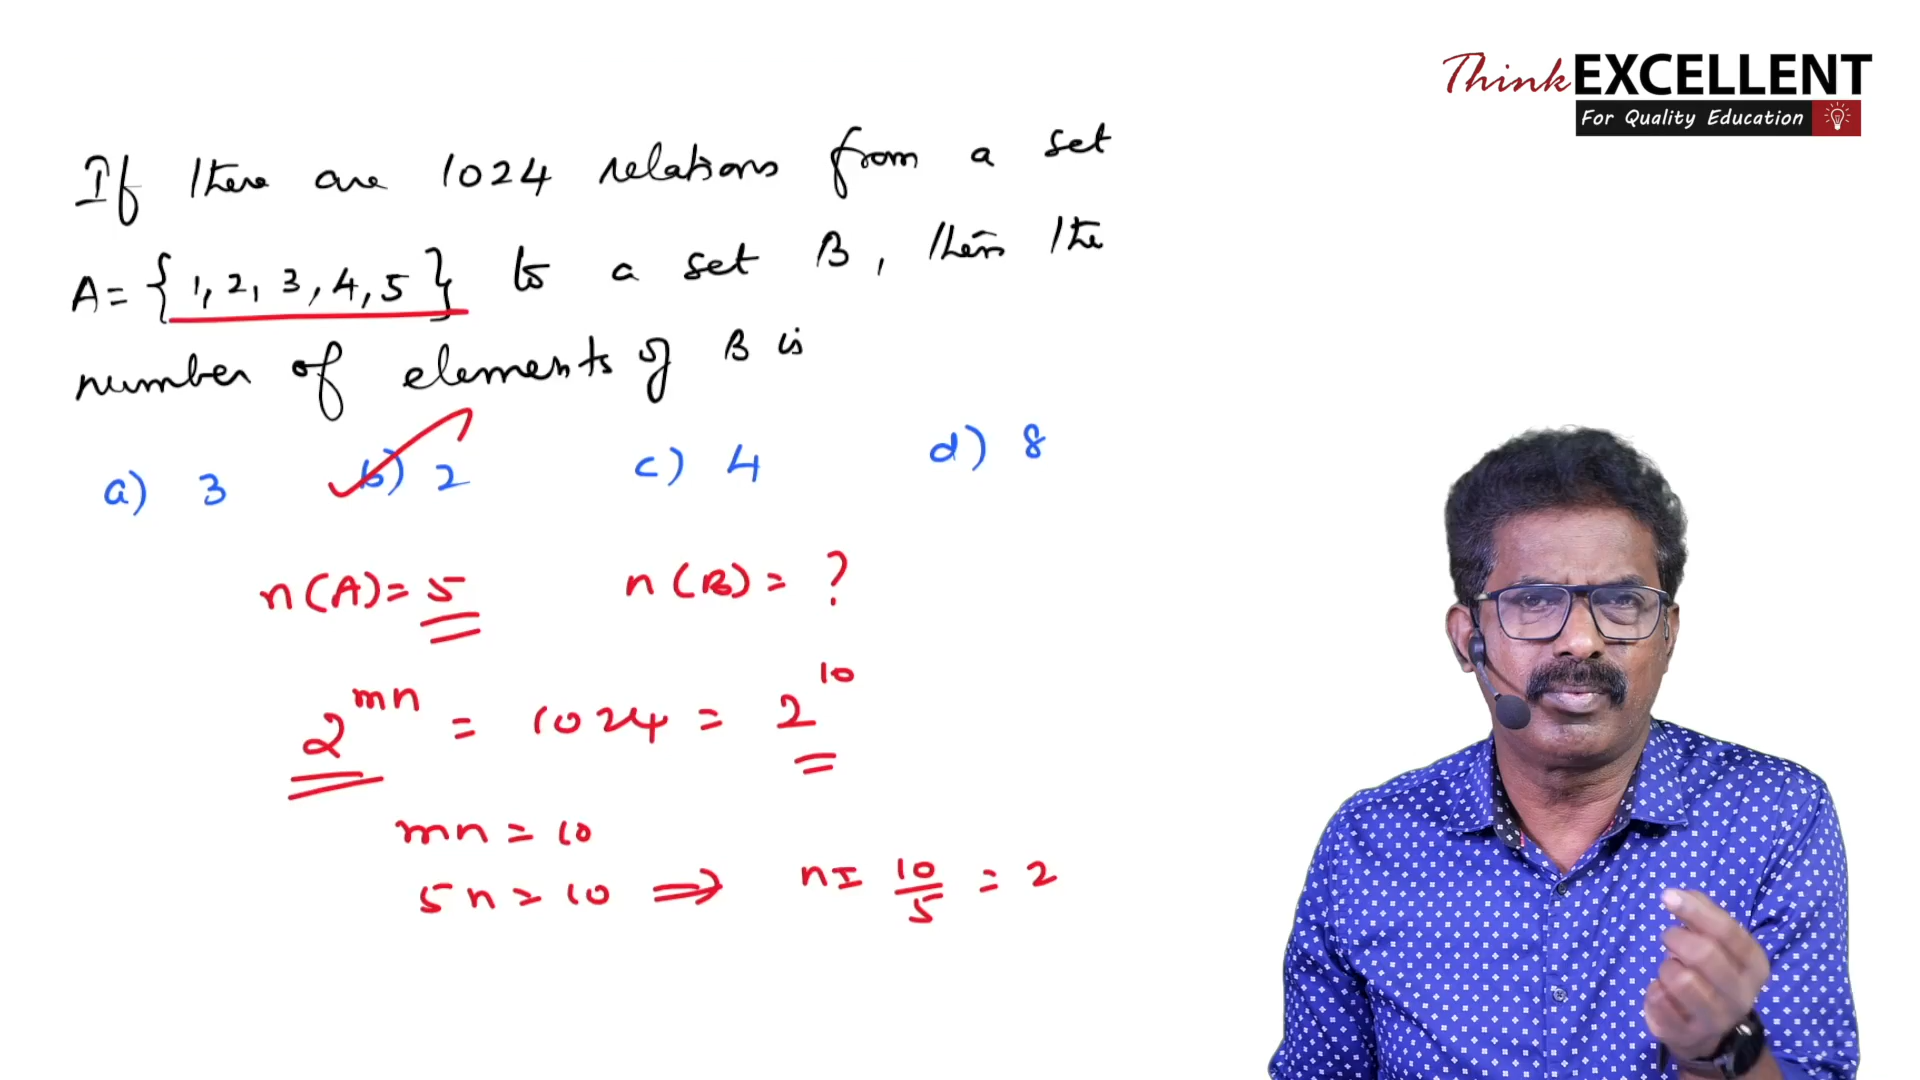 Think EXCELLENT
For Quality Education
If there are 1024 relations from a set
A = {1, 2, 3, 4, 5} to a set B, then the
number of elements of B is
a) 3 b) 2 c) 4 d) 8
n(A) = 5 n(B) = ?
2^mn = 1024 = 2^10
mn = 10
5n = 10 ⇒ n = 10/5 = 2